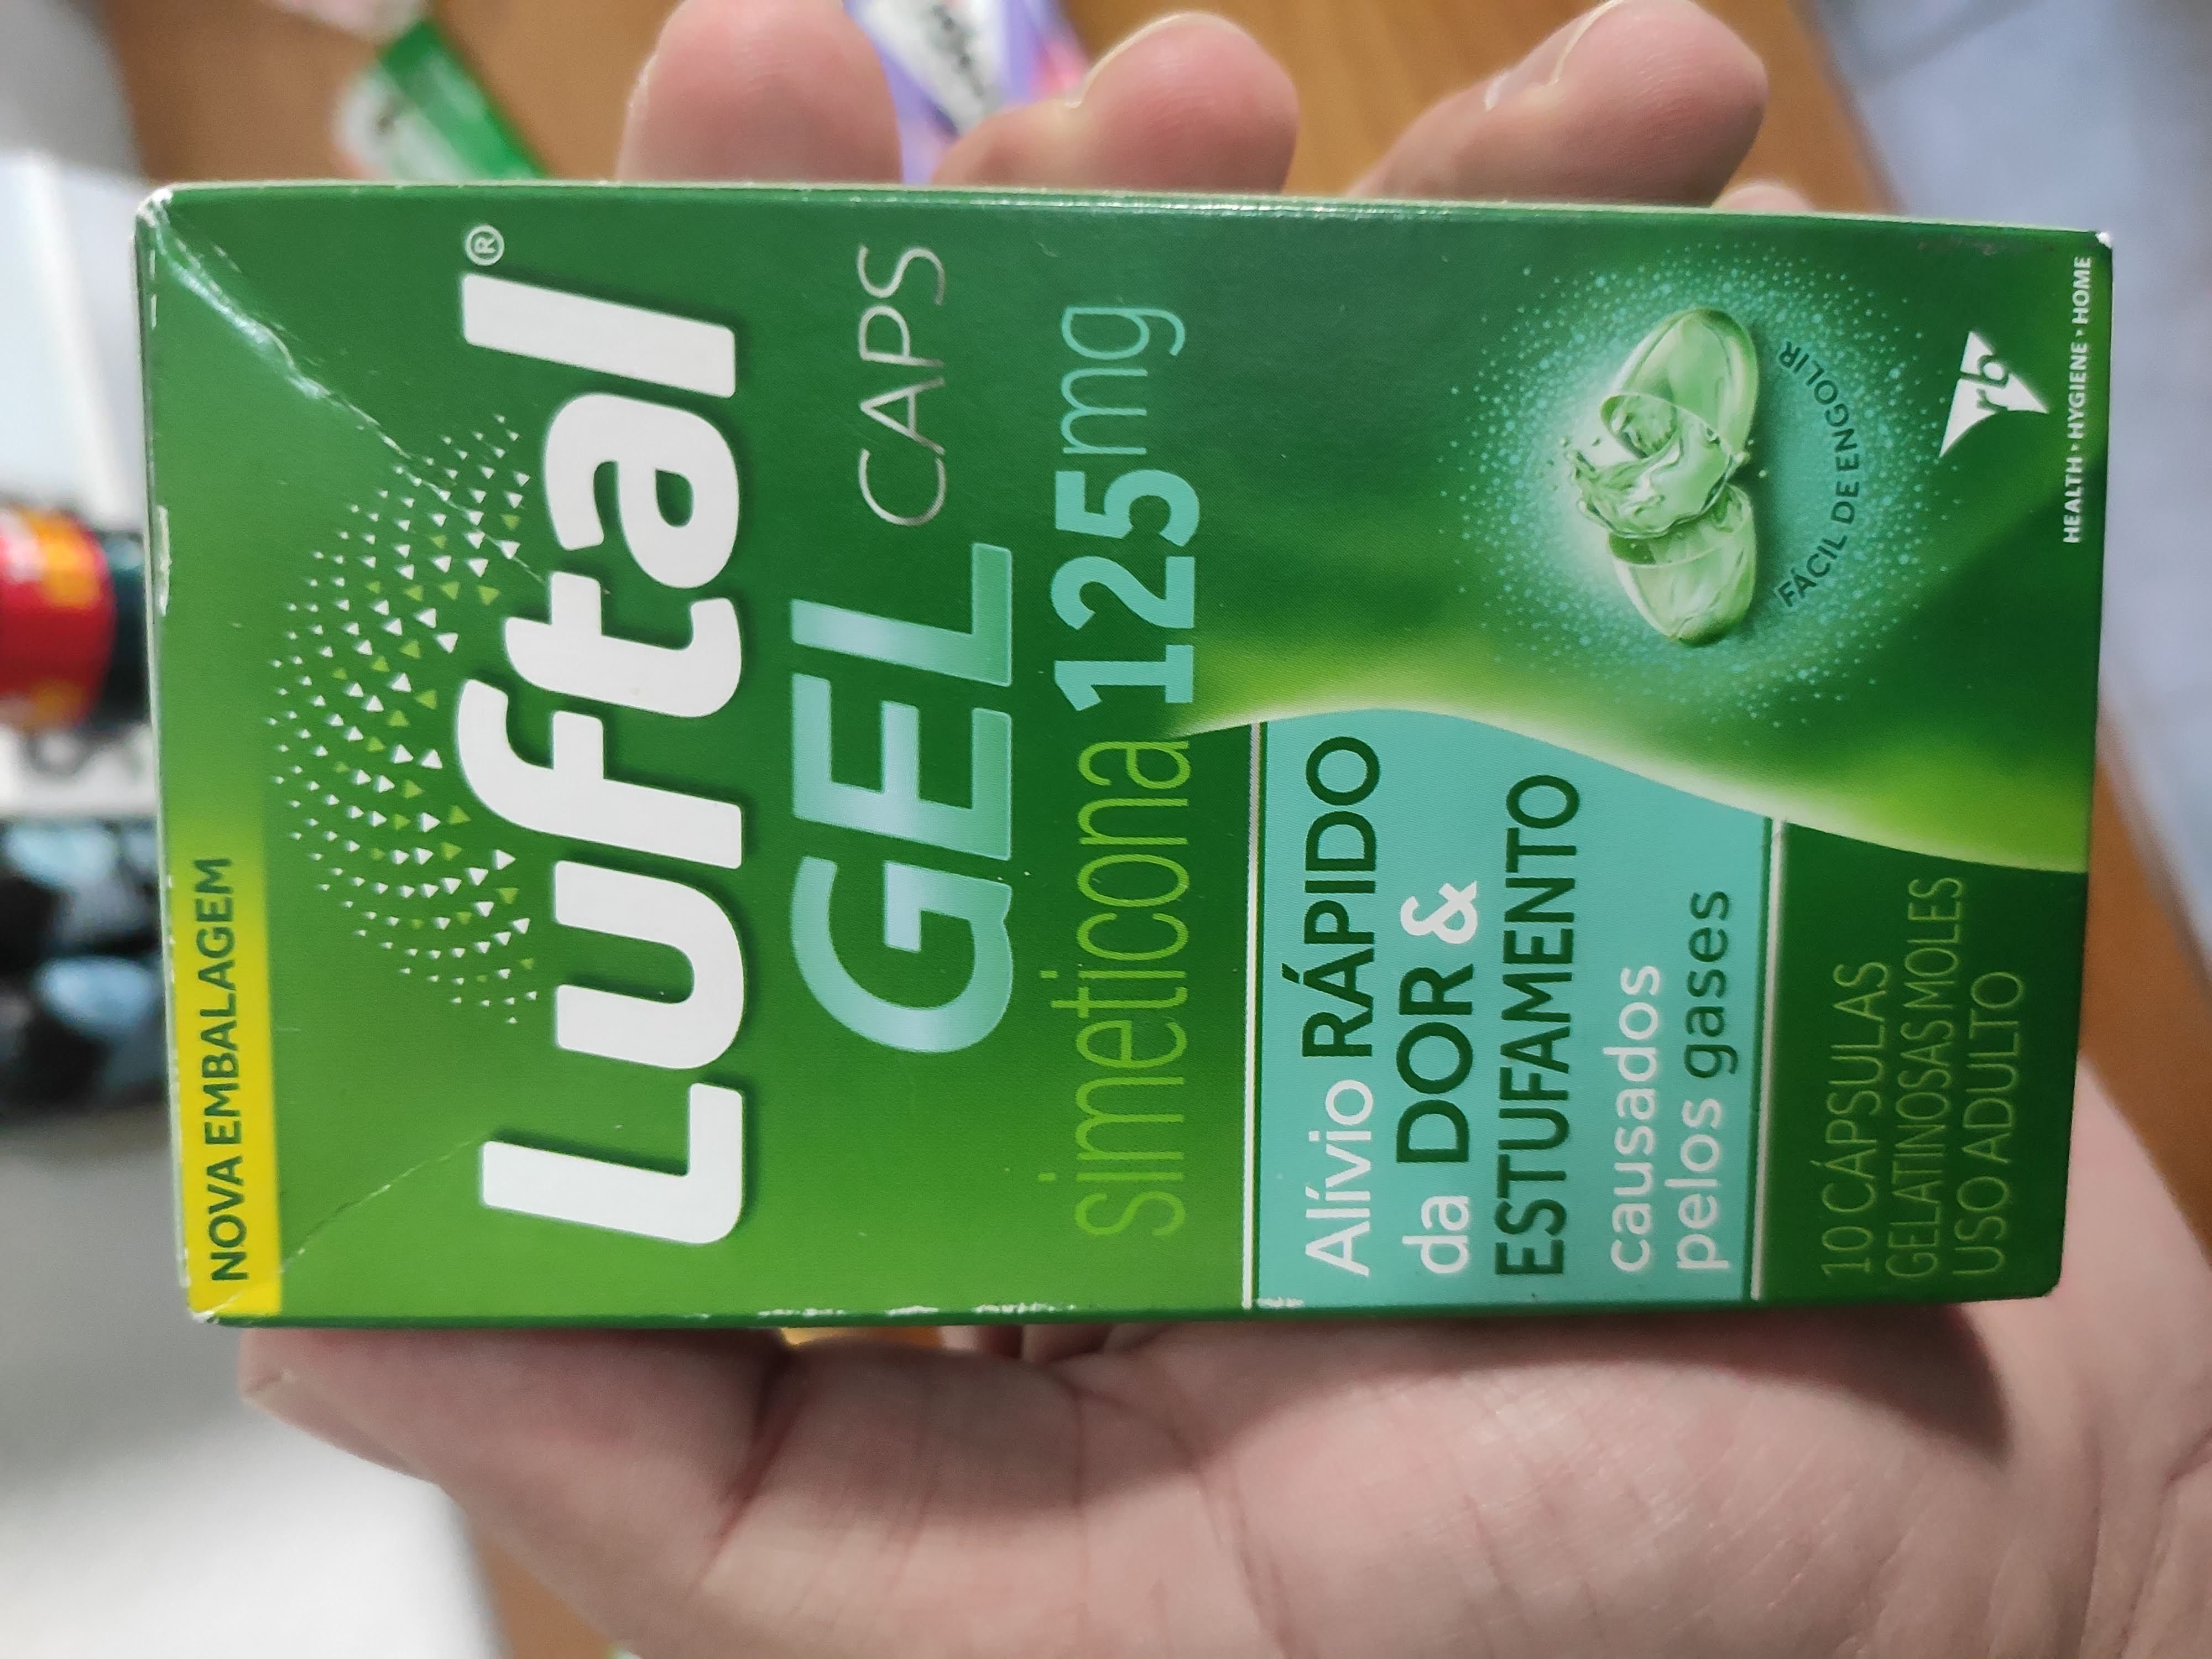 NOVA EMBALAGEM
Luftal®
GEL CAPS
simeticona 125mg
Alívio RÁPIDO
da DOR &
ESTUFAMENTO
causados
pelos gases
FÁCIL DE ENGOLIR
10 CÁPSULAS
GELATINOSAS MOLES
USO ADULTO
rb
HEALTH • HYGIENE • HOME